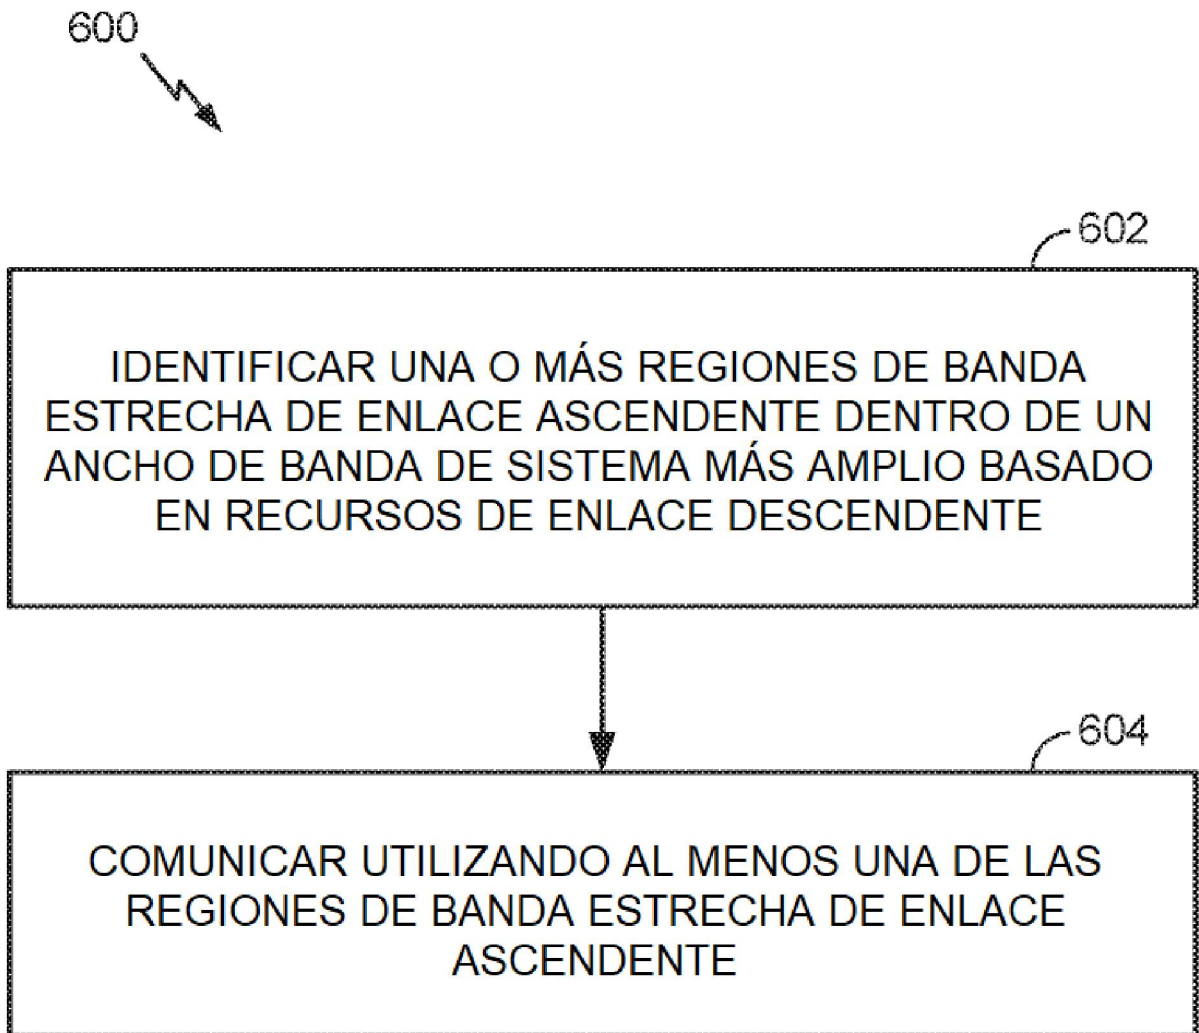 600
602
IDENTIFICAR UNA O MÁS REGIONES DE BANDA
ESTRECHA DE ENLACE ASCENDENTE DENTRO DE UN
ANCHO DE BANDA DE SISTEMA MÁS AMPLIO BASADO
EN RECURSOS DE ENLACE DESCENDENTE
604
COMUNICAR UTILIZANDO AL MENOS UNA DE LAS
REGIONES DE BANDA ESTRECHA DE ENLACE
ASCENDENTE